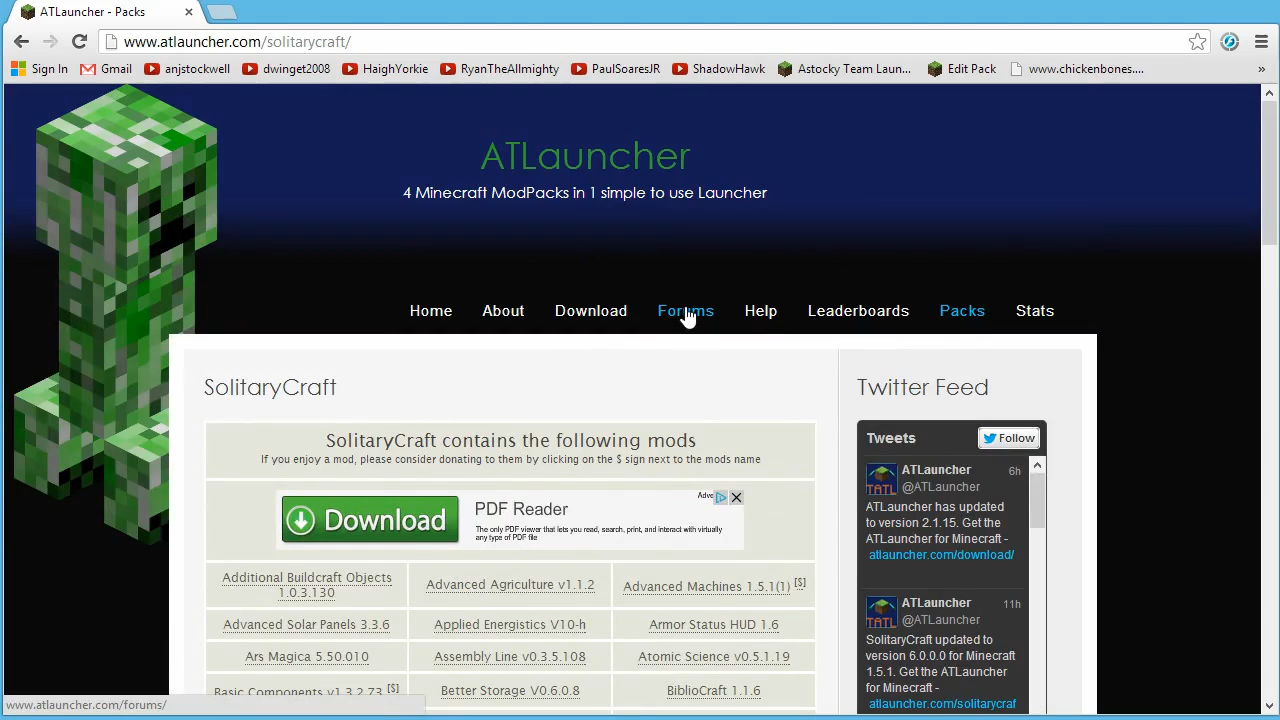 ATLauncher - Packs
www.atlauncher.com/solitarycraft/
Sign In
Gmail
anjstockwell
dwinget2008
HaighYorkie
RyanTheAllmighty
PaulSoaresJR
ShadowHawk
Astocky Team Laun...
Edit Pack
www.chickenbones....
»
ATLauncher
4 Minecraft ModPacks in 1 simple to use Launcher
Home
About
Download
Forums
Help
Leaderboards
Packs
Stats
SolitaryCraft
SolitaryCraft contains the following mods
If you enjoy a mod, please consider donating to them by clicking on the $ sign next to the mods name
Adve
Download
PDF Reader
The only PDF viewer that lets you read, search, print, and interact with virtually
any type of PDF file
Additional Buildcraft Objects
1.0.3.130
Advanced Agriculture v1.1.2
Advanced Machines 1.5.1(1) [$]
Advanced Solar Panels 3.3.6
Applied Energistics V10-h
Armor Status HUD 1.6
Ars Magica 5.50.010
Assembly Line v0.3.5.108
Atomic Science v0.5.1.19
Basic Components v1.3.2.73 [$]
Better Storage V0.6.0.8
BiblioCraft 1.1.6
Twitter Feed
Tweets
Follow
ATLauncher
6h
@ATLauncher
TATL
ATLauncher has updated
to version 2.1.15. Get the
ATLauncher for Minecraft -
atlauncher.com/download/
ATLauncher
11h
@ATLauncher
TATL
SolitaryCraft updated to
version 6.0.0.0 for Minecraft
1.5.1. Get the ATLauncher
for Minecraft -
atlauncher.com/solitarycraf
www.atlauncher.com/forums/